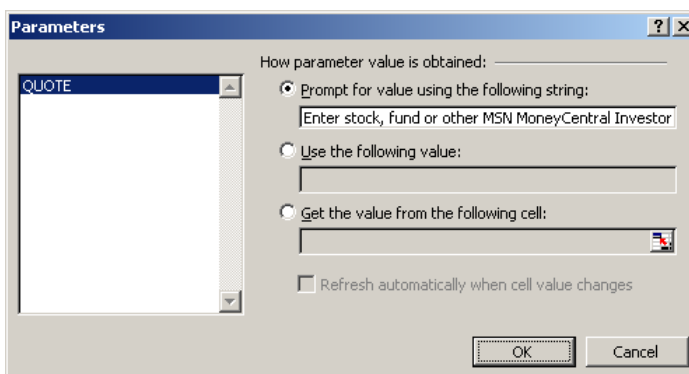 Parameters
How parameter value is obtained:
QUOTE
Prompt for value using the following string:
Enter stock, fund or other MSN MoneyCentral Investor
Use the following value:
Get the value from the following cell:
Refresh automatically when cell value changes
OK
Cancel